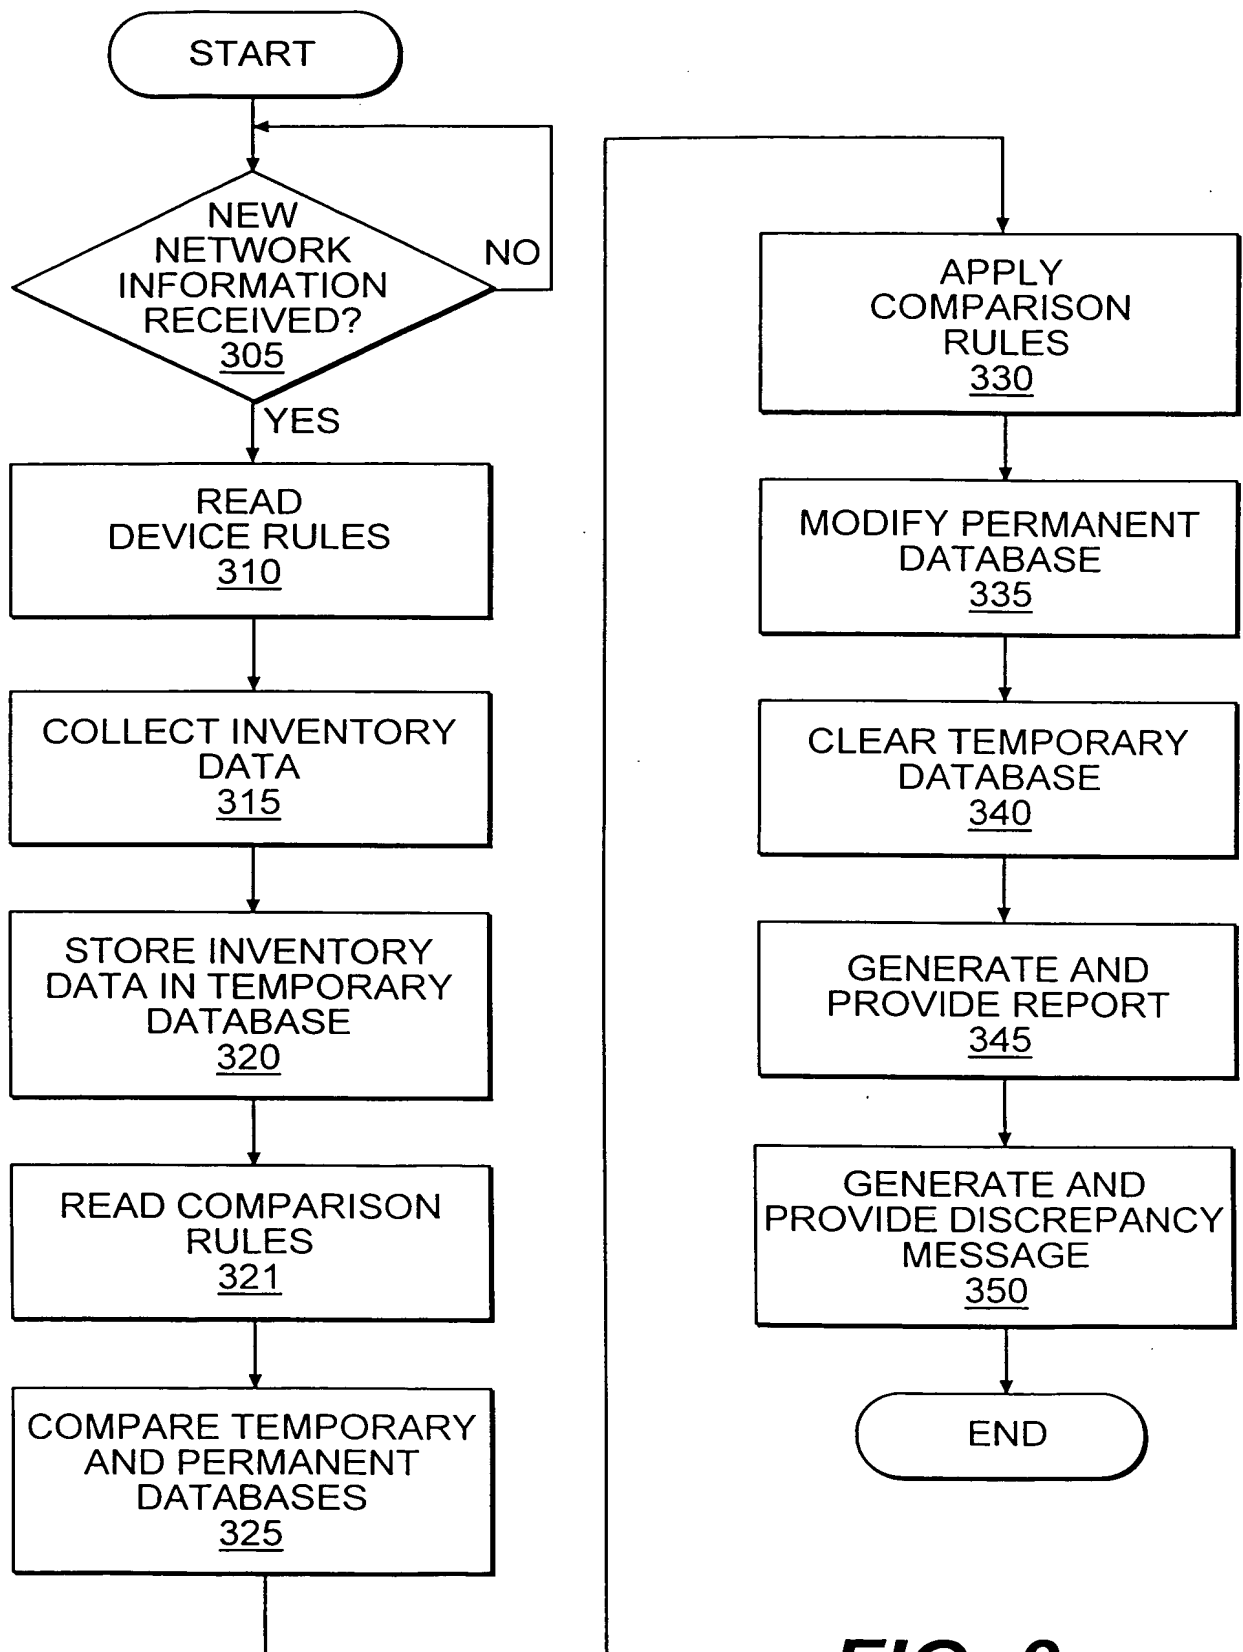 START
NEW
NETWORK
INFORMATION
RECEIVED?
305
NO
YES
READ
DEVICE RULES
310
COLLECT INVENTORY
DATA
315
STORE INVENTORY
DATA IN TEMPORARY
DATABASE
320
READ COMPARISON
RULES
321
COMPARE TEMPORARY
AND PERMANENT
DATABASES
325
APPLY
COMPARISON
RULES
330
MODIFY PERMANENT
DATABASE
335
CLEAR TEMPORARY
DATABASE
340
GENERATE AND
PROVIDE REPORT
345
GENERATE AND
PROVIDE DISCREPANCY
MESSAGE
350
END
FIG.